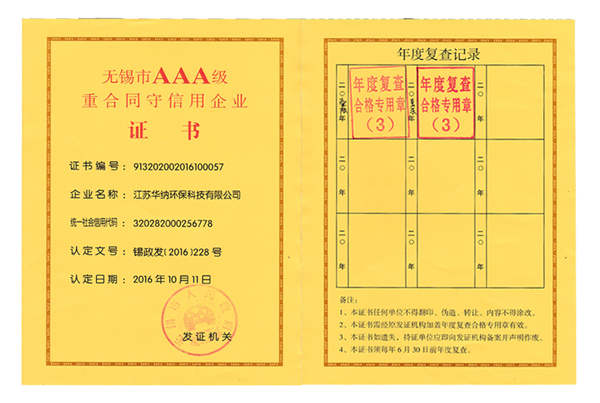 无锡市AAA级
重合同守信用企业
证书
证书编号：913202002016100057
企业名称：江苏华纳环保科技有限公司
统一社会信用代码：320282000256778
认定文号：锡政发(2016)228号
认定日期：2016年10月11日
发证机关
年度复查记录
二〇 年
年度复查
合格专用章
(3)
二〇 年
年度复查
合格专用章
(3)
二〇 年
二〇 年
二〇 年
二〇 年
二〇 年
二〇 年
二〇 年
备注：
1、本证书任何单位不得翻印、伪造、转让、内容不得涂改。
2、本证书需经原发证机构加盖年度复查合格专用章有效。
3、本证书如遗失，持证单位应即向发证机构备案并声明作废。
4、本证书须每年6月30日前年度复查。